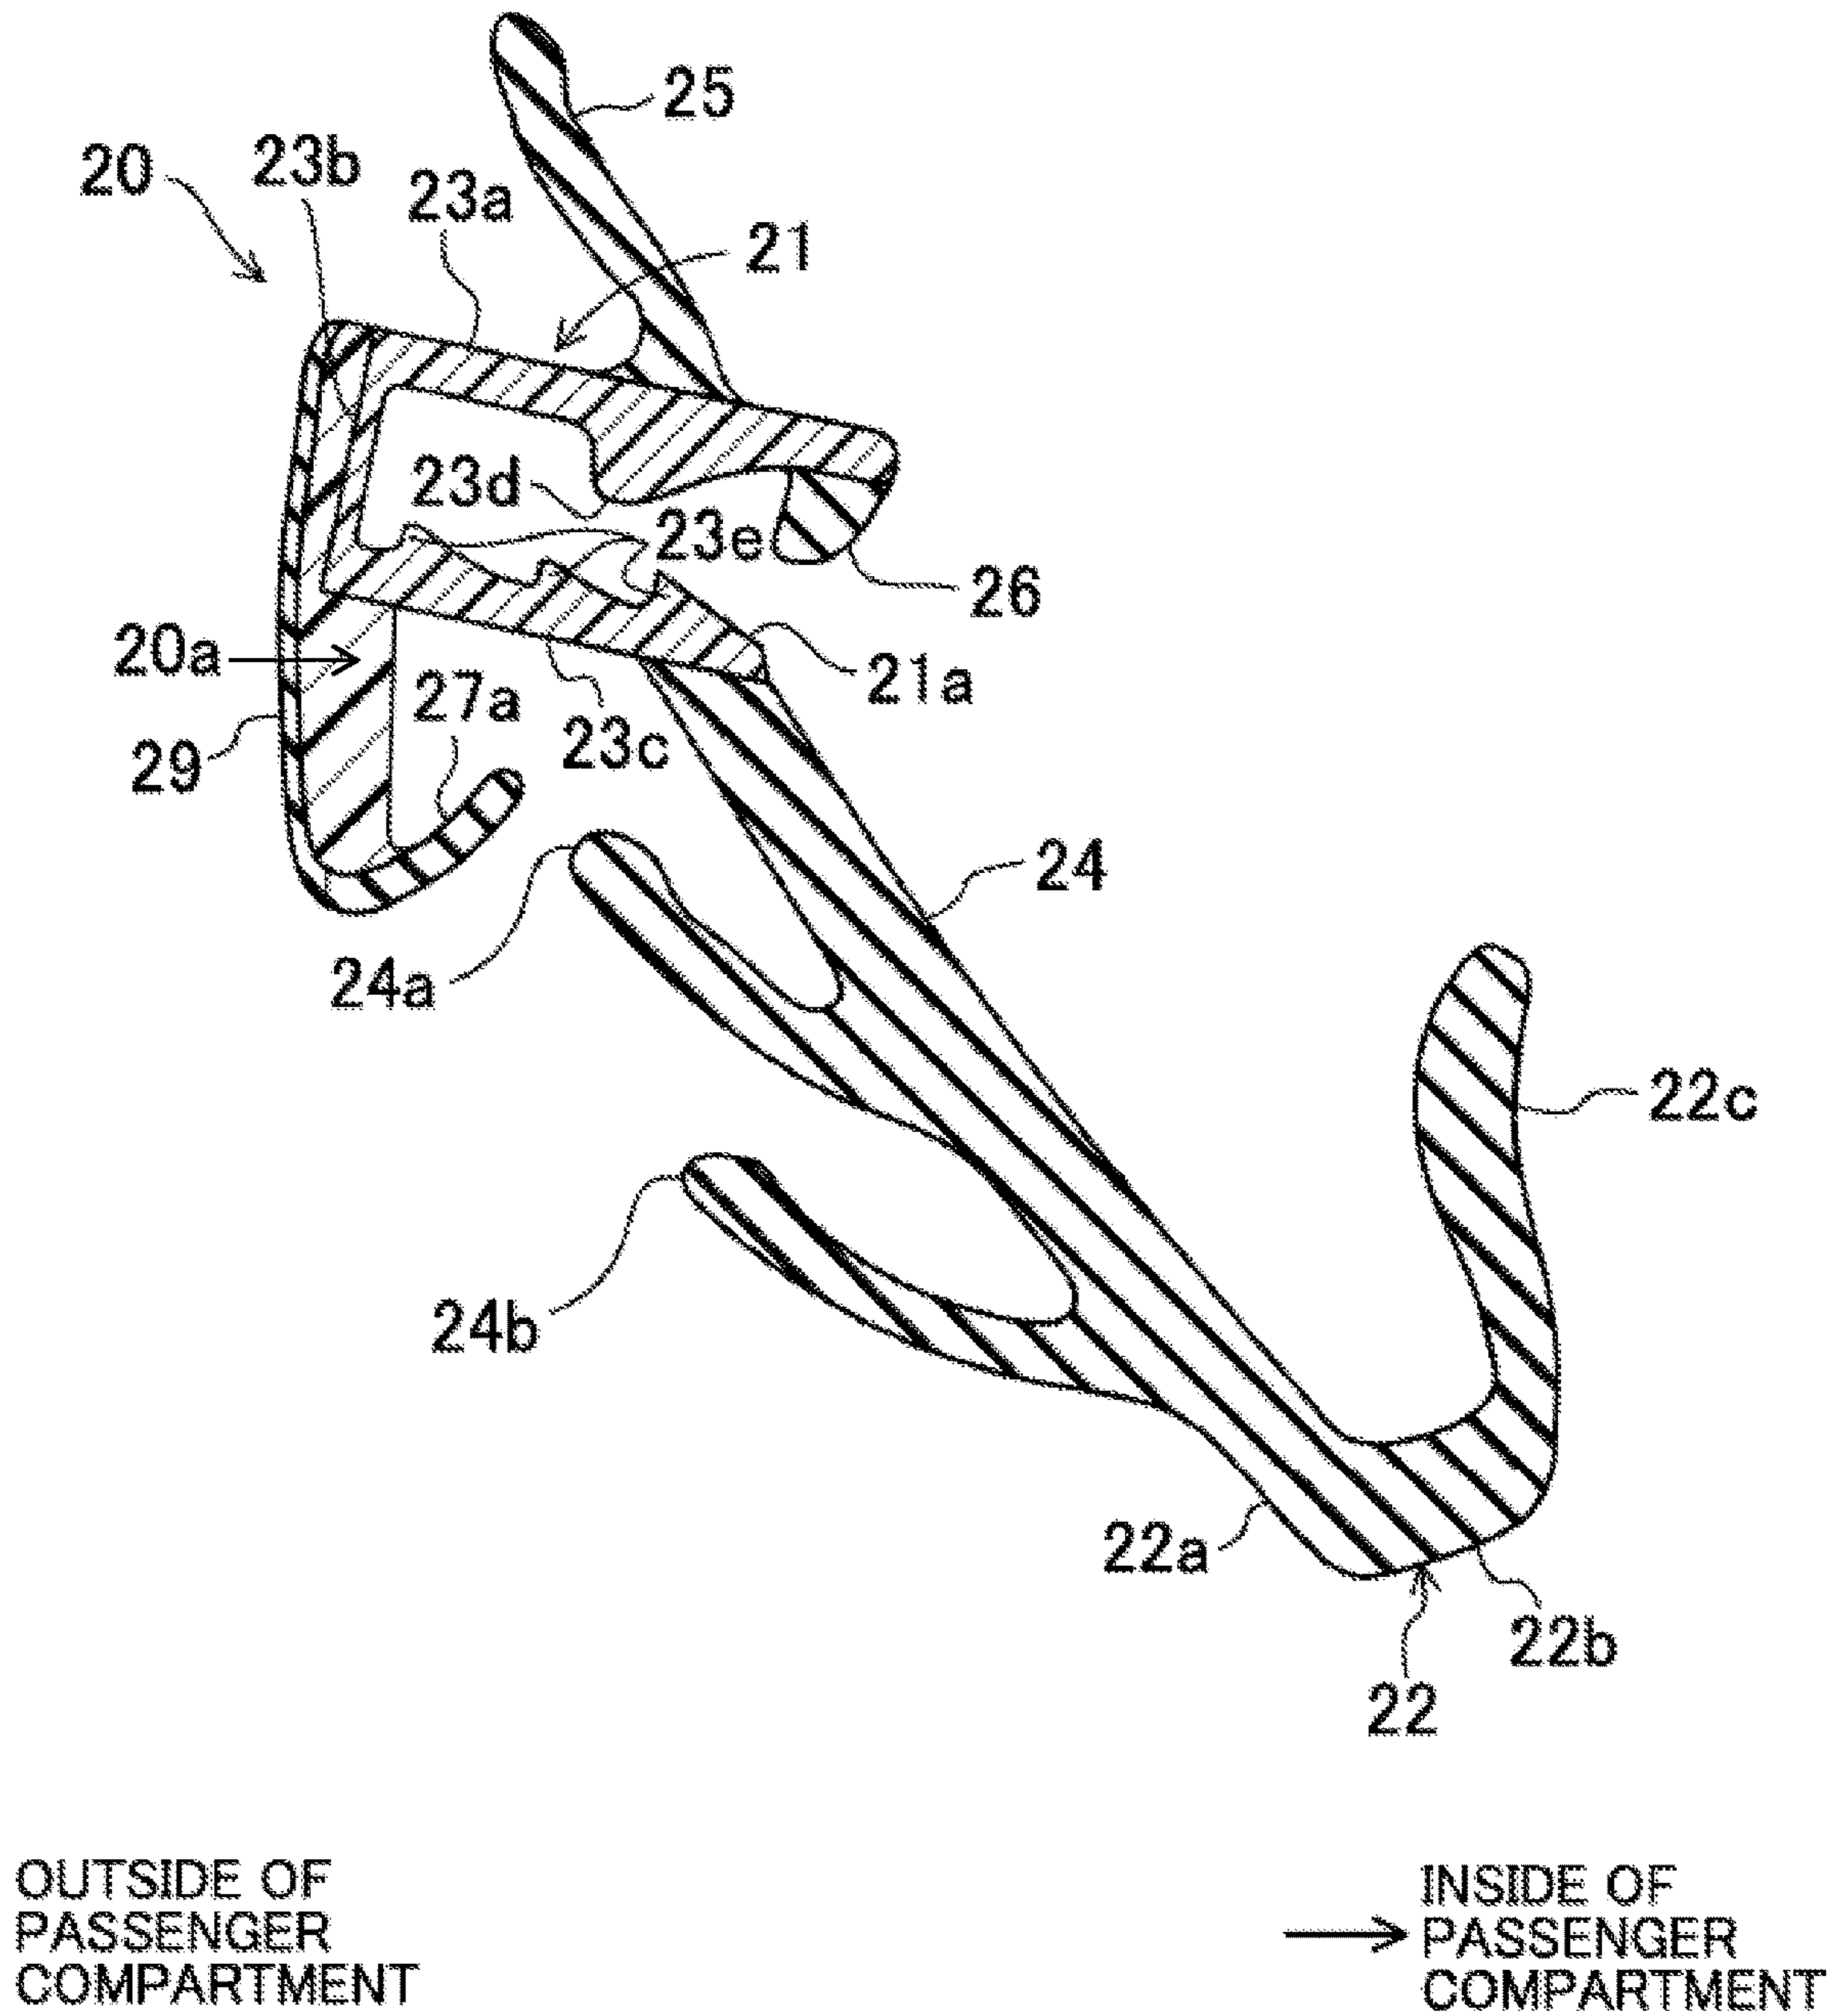 25
20
23b
23a
21
23d
23e
26
20a
27a
21a
29
23c
24
24a
22c
24b
22a
22b
22
OUTSIDE OF
PASSENGER
COMPARTMENT
INSIDE OF
PASSENGER
COMPARTMENT